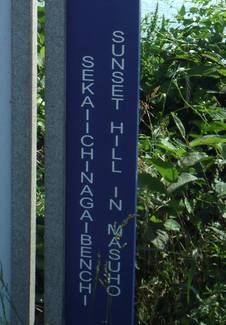 SUNSET HILL IN MASUHO
SEKAIICHINAGAIBENCHI